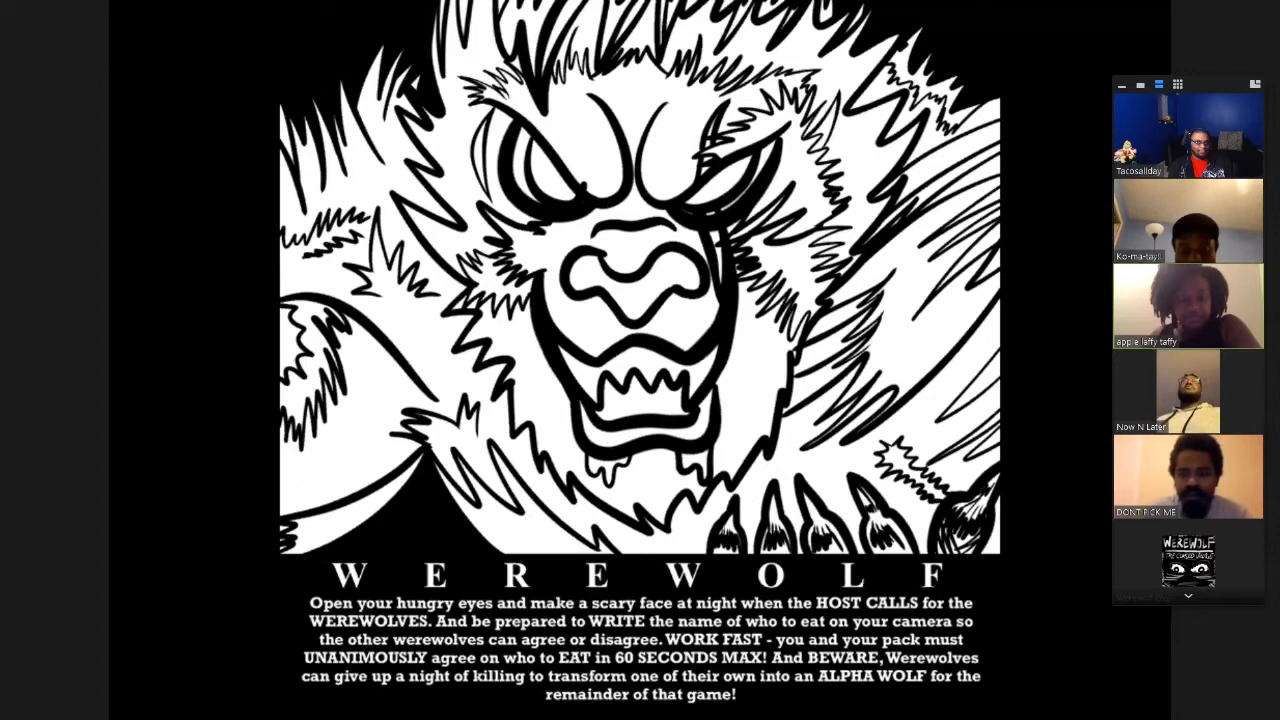 W E R E W O L F
Open your hungry eyes and make a scary face at night when the HOST CALLS for the
WEREWOLVES. And be prepared to WRITE the name of who to eat on your camera so
the other werewolves can agree or disagree. WORK FAST - you and your pack must
UNANIMOUSLY agree on who to EAT in 60 SECONDS MAX! And BEWARE, Werewolves
can give up a night of killing to transform one of their own into an ALPHA WOLF for the
remainder of that game!
Tacosallday
Ko-ma-tay!!
apple laffy taffy
Now N Later
DONT PICK ME
WEREWOLF